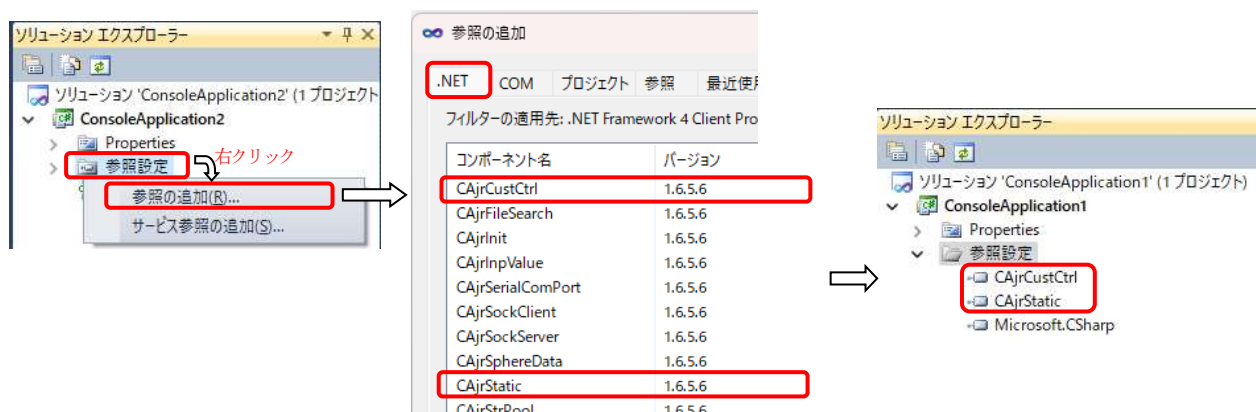 ソリューション エクスプローラー
ソリューション 'ConsoleApplication2' (1 プロジェクト
ConsoleApplication2
Properties
参照設定
右クリック
参照の追加(R)...
サービス参照の追加(S)...
参照の追加
.NET COM プロジェクト 参照 最近使用
フィルターの適用先: .NET Framework 4 Client Pro
コンポーネント名 バージョン
CAjrCustCtrl 1.6.5.6
CAjrFileSearch 1.6.5.6
CAjrInit 1.6.5.6
CAjrInpValue 1.6.5.6
CAjrSerialComPort 1.6.5.6
CAjrSockClient 1.6.5.6
CAjrSockServer 1.6.5.6
CAjrSphereData 1.6.5.6
CAjrStatic 1.6.5.6
CAjrStrPool 1.6.5.6
ソリューション エクスプローラー
ソリューション 'ConsoleApplication1' (1 プロジェクト)
ConsoleApplication1
Properties
参照設定
CAjrCustCtrl
CAjrStatic
Microsoft.CSharp